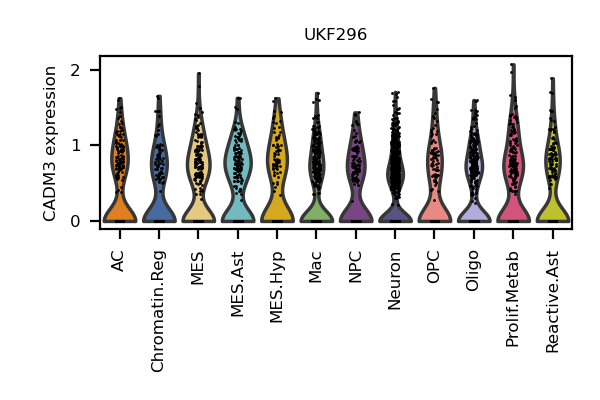 UKF296
CADM3 expression
2
1
0
AC
Chromatin.Reg
MES
MES.Ast
MES.Hyp
Mac
NPC
Neuron
OPC
Oligo
Prolif.Metab
Reactive.Ast